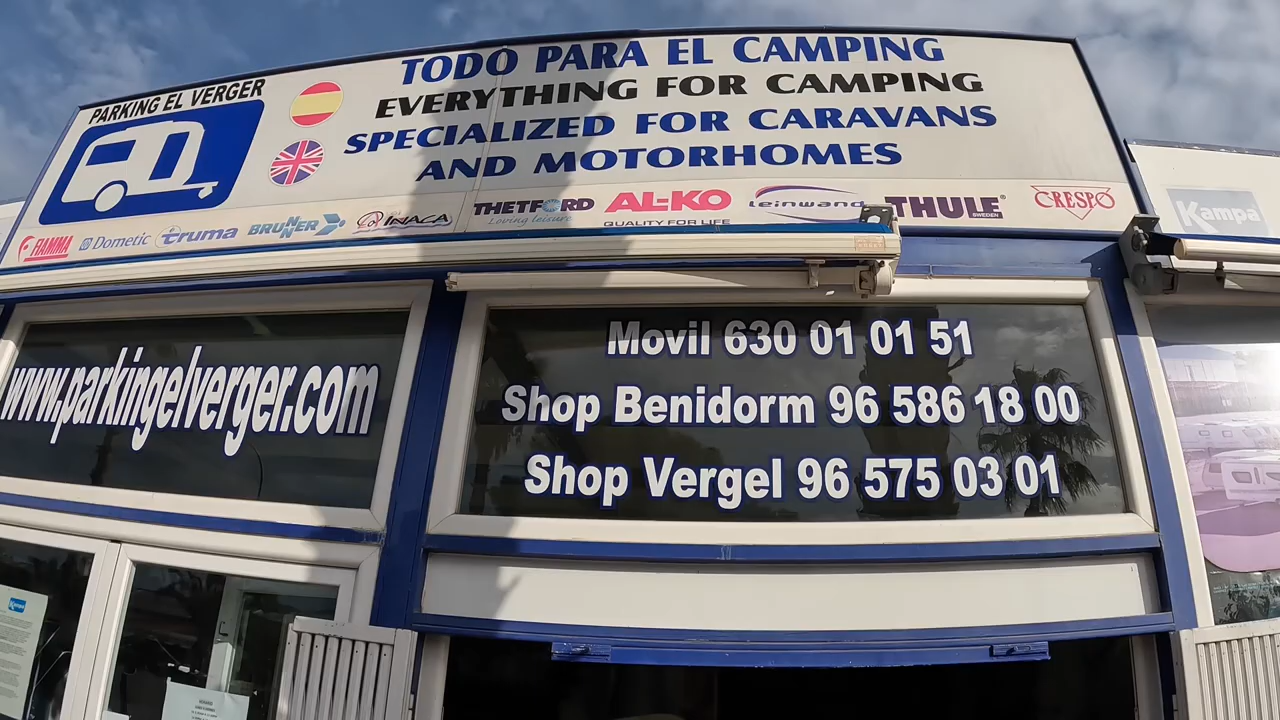 PARKING EL VERGER
TODO PARA EL CAMPING
EVERYTHING FOR CAMPING
SPECIALIZED FOR CARAVANS
AND MOTORHOMES
FIAMMA
Dometic
truma
BRUNNER
INACA
THETFORD
Loving leisure
AL-KO
QUALITY FOR LIFE
leinwand
THULE®
SWEDEN
CRESPO
Kampa
www.parkingelverger.com
Movil 630 01 01 51
Shop Benidorm 96 586 18 00
Shop Vergel 96 575 03 01
Kampa